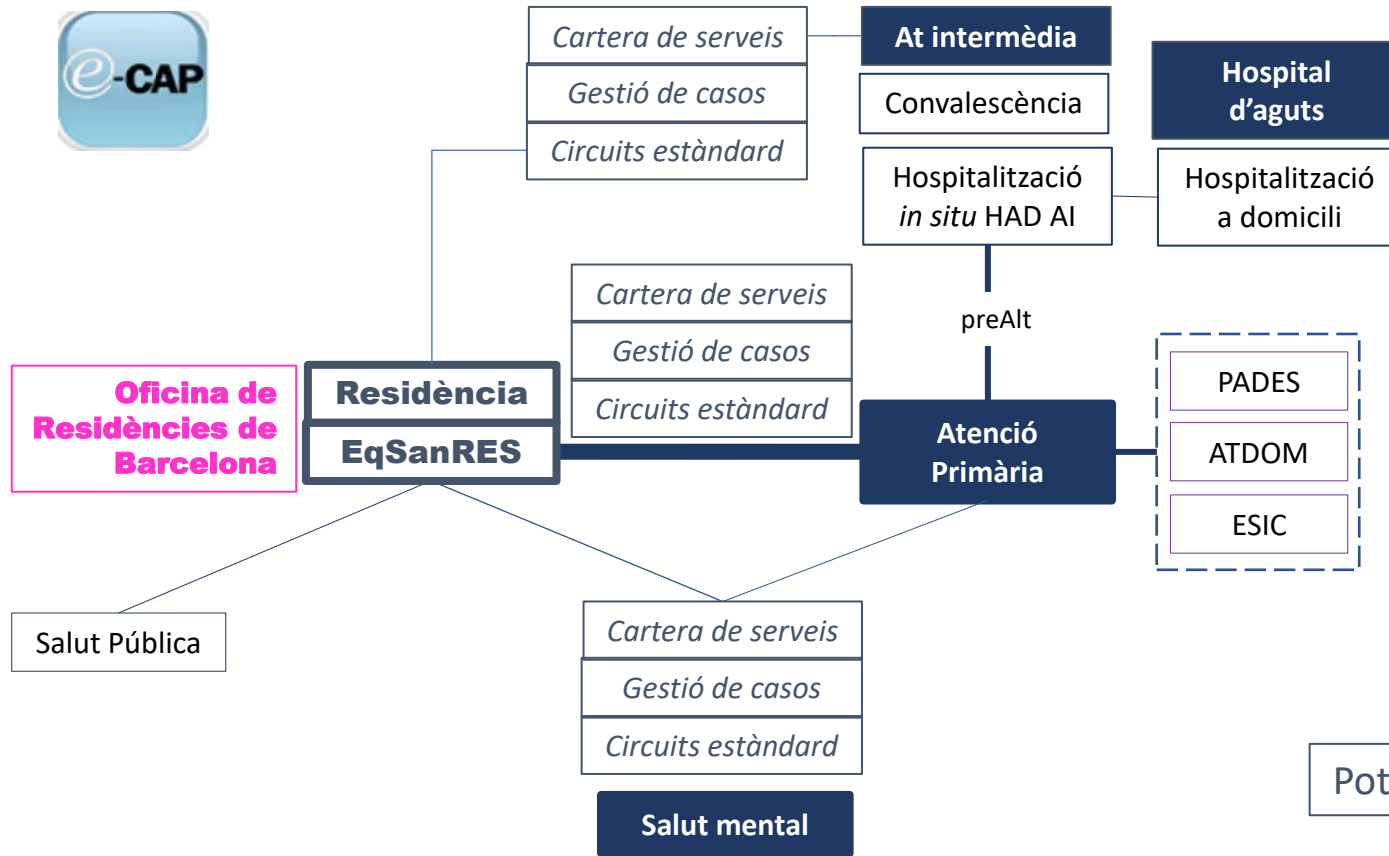 e-CAP
Cartera de serveis
Gestió de casos
Circuits estàndard
At intermèdia
Convalescència
Hospitalització
in situ HAD AI
Hospital
d’aguts
Hospitalització
a domicili
Cartera de serveis
Gestió de casos
Circuits estàndard
preAlt
Oficina de
Residències de
Barcelona
Residència
EqSanRES
Atenció
Primària
PADES
ATDOM
ESIC
Salut Pública
Cartera de serveis
Gestió de casos
Circuits estàndard
Salut mental
Pot